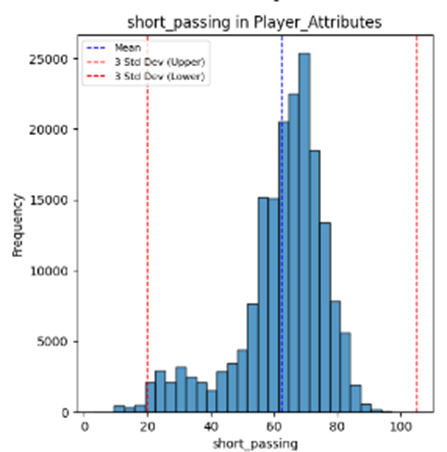 short_passing in Player_Attributes
Mean
3 Std Dev (Upper)
3 Std Dev (Lower)
25000
20000
15000
10000
5000
0
Frequency
0 20 40 60 80 100
short_passing